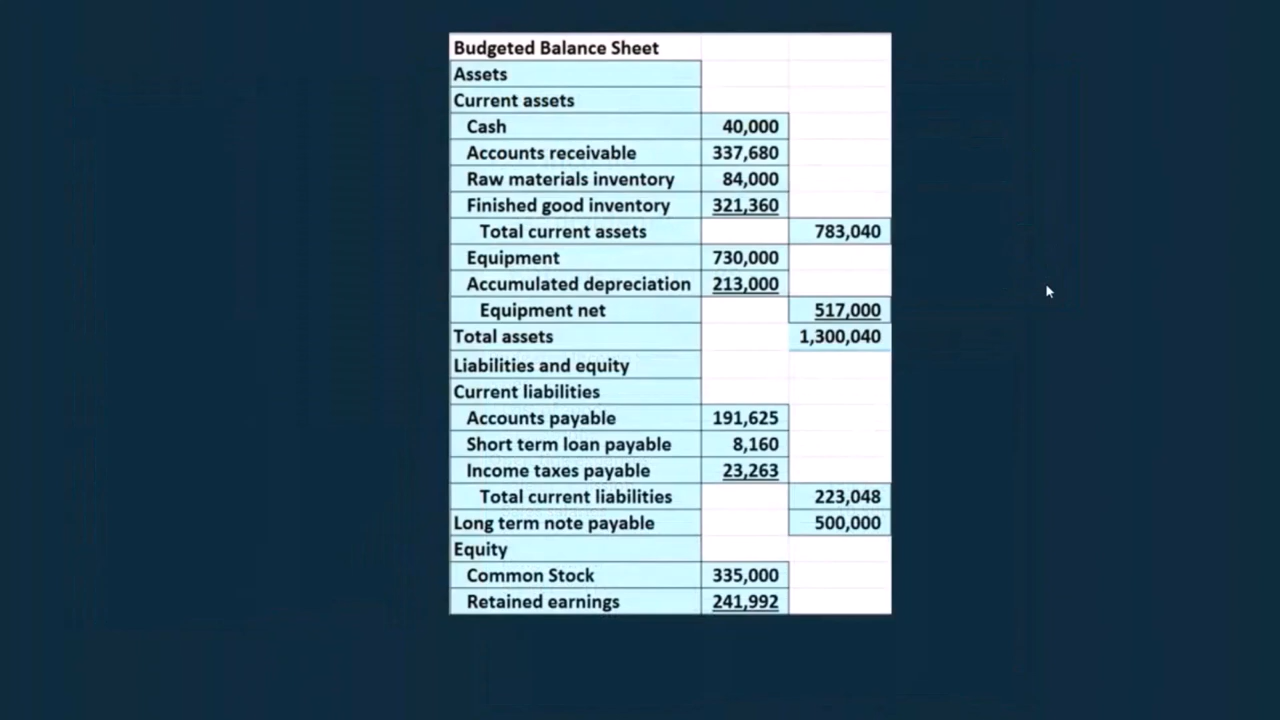 Budgeted Balance Sheet
Assets
Current assets
Cash 40,000
Accounts receivable 337,680
Raw materials inventory 84,000
Finished good inventory 321,360
Total current assets 783,040
Equipment 730,000
Accumulated depreciation 213,000
Equipment net 517,000
Total assets 1,300,040
Liabilities and equity
Current liabilities
Accounts payable 191,625
Short term loan payable 8,160
Income taxes payable 23,263
Total current liabilities 223,048
Long term note payable 500,000
Equity
Common Stock 335,000
Retained earnings 241,992